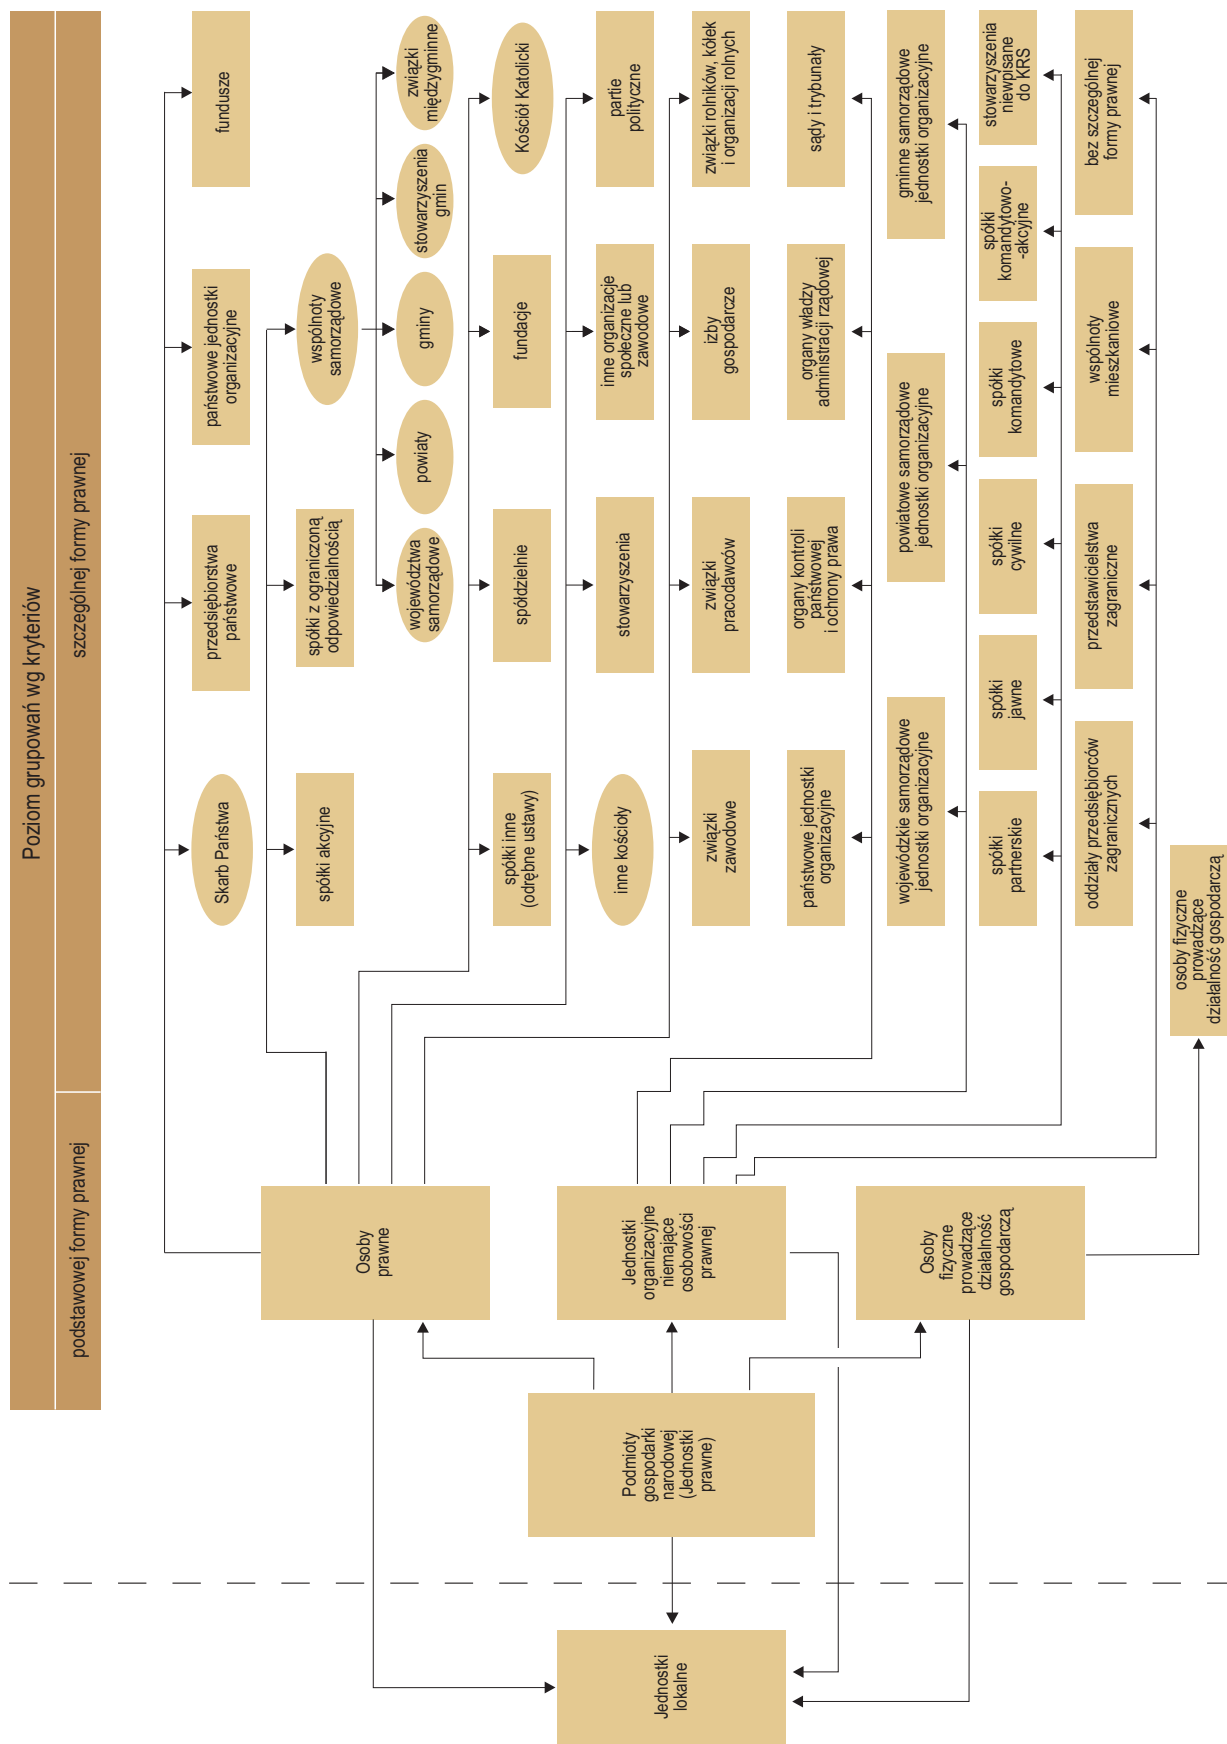 Poziom grupowań wg kryteriów
podstawowej formy prawnej
szczególnej formy prawnej
Jednostki
lokalne
Podmioty
gospodarki
narodowej
(Jednostki
prawne)
Osoby
prawne
Jednostki
organizacyjne
niemające
osobowości
prawnej
Osoby
fizyczne
prowadzące
działalność
gospodarczą
Skarb Państwa
przedsiębiorstwa
państwowe
państwowe jednostki
organizacyjne
fundusze
spółki akcyjne
spółki z ograniczoną
odpowiedzialnością
wspólnoty
samorządowe
województwa
samorządowe
powiaty
gminy
stowarzyszenia
gmin
związki
międzygminne
spółki inne
(odrębne ustawy)
spółdzielnie
fundacje
Kościół Katolicki
inne kościoły
stowarzyszenia
inne organizacje
społeczne lub
zawodowe
partie
polityczne
związki
zawodowe
związki
pracodawców
izby
gospodarcze
związki rolników, kółek
i organizacji rolnych
państwowe jednostki
organizacyjne
organy kontroli
państwowej
i ochrony prawa
organy władzy
administracji rządowej
sądy i trybunały
wojewódzkie samorządowe
jednostki organizacyjne
powiatowe samorządowe
jednostki organizacyjne
gminne samorządowe
jednostki organizacyjne
spółki
partnerskie
spółki
jawne
spółki
cywilne
spółki
komandytowe
spółki
komandytowo-
-akcyjne
stowarzyszenia
niewpisane
do KRS
oddziały przedsiębiorców
zagranicznych
przedstawicielstwa
zagraniczne
wspólnoty
mieszkaniowe
bez szczególnej
formy prawnej
osoby fizyczne
prowadzące
działalność gospodarczą